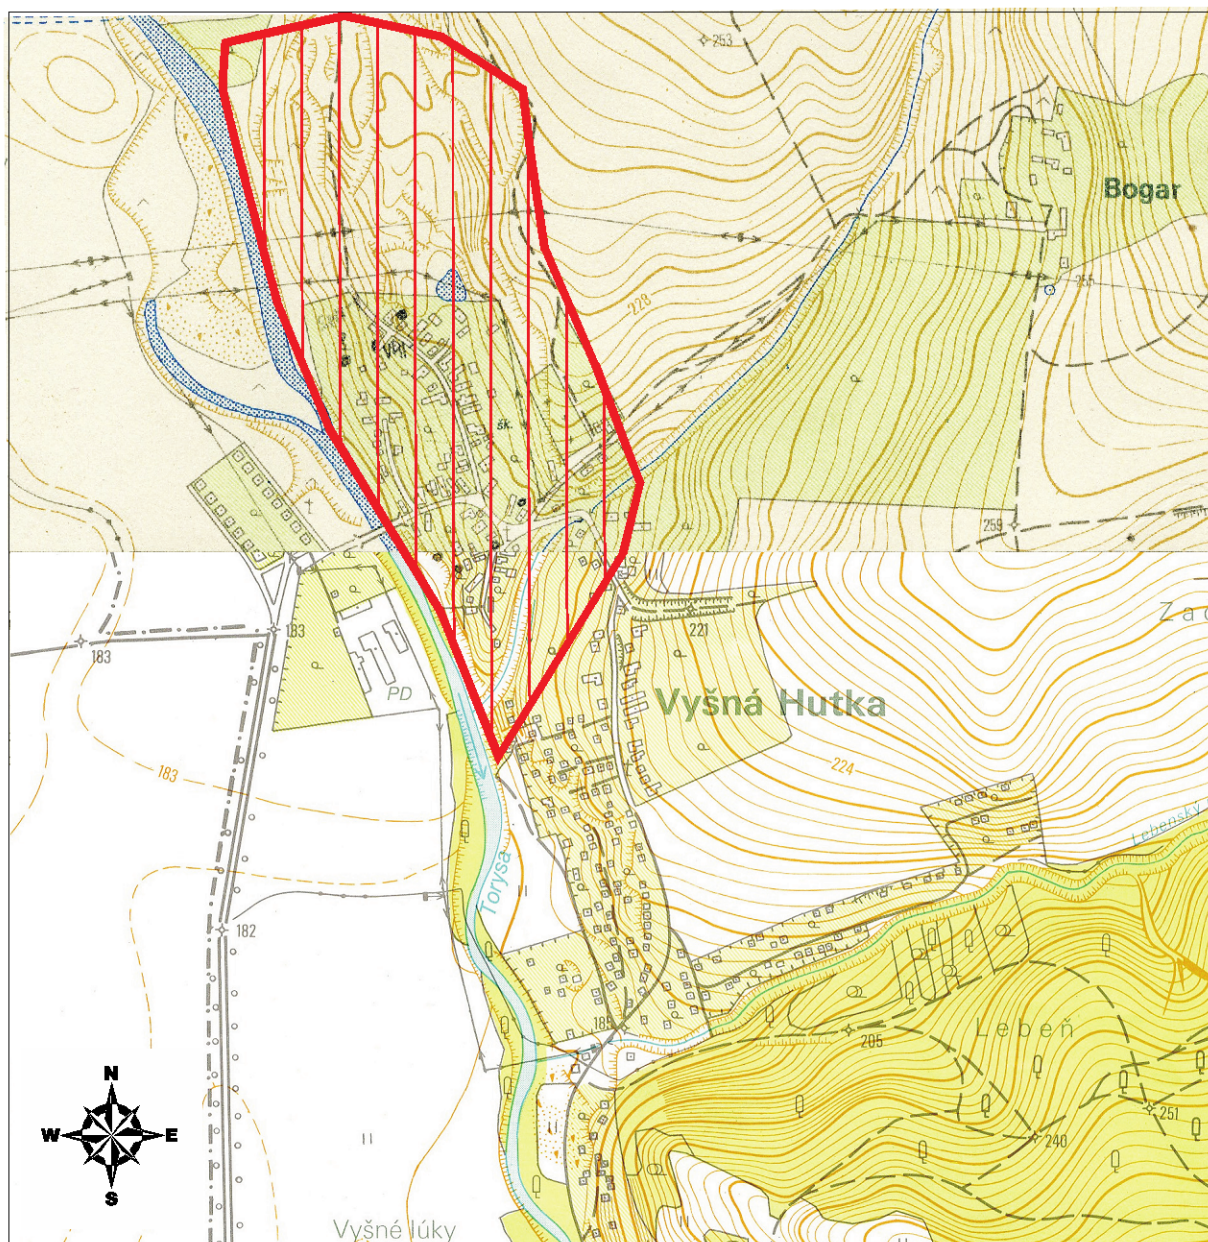 253
Bogar
255
228
šk.
259
183
183
221
Zad
PD
Vyšná Hutka
183
224
Lebenský
Torysa
182
185
205
Lebeň
251
240
N
W E
S
Vyšné lúky